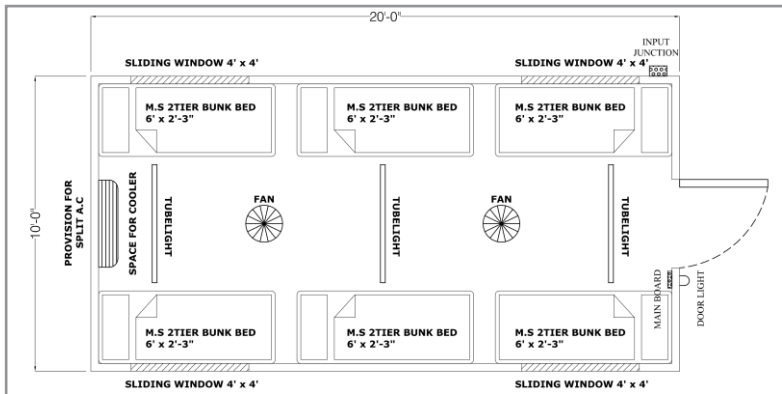 20'-0"
INPUT
JUNCTION
SLIDING WINDOW 4' x 4'
SLIDING WINDOW 4' x 4'
M.S 2TIER BUNK BED
6' x 2'-3"
M.S 2TIER BUNK BED
6' x 2'-3"
M.S 2TIER BUNK BED
6' x 2'-3"
10'-0"
PROVISION FOR
SPLIT A.C
SPACE FOR COOLER
TUBELIGHT
FAN
TUBELIGHT
FAN
TUBELIGHT
MAIN BOARD
DOOR LIGHT
M.S 2TIER BUNK BED
6' x 2'-3"
M.S 2TIER BUNK BED
6' x 2'-3"
M.S 2TIER BUNK BED
6' x 2'-3"
SLIDING WINDOW 4' x 4'
SLIDING WINDOW 4' x 4'